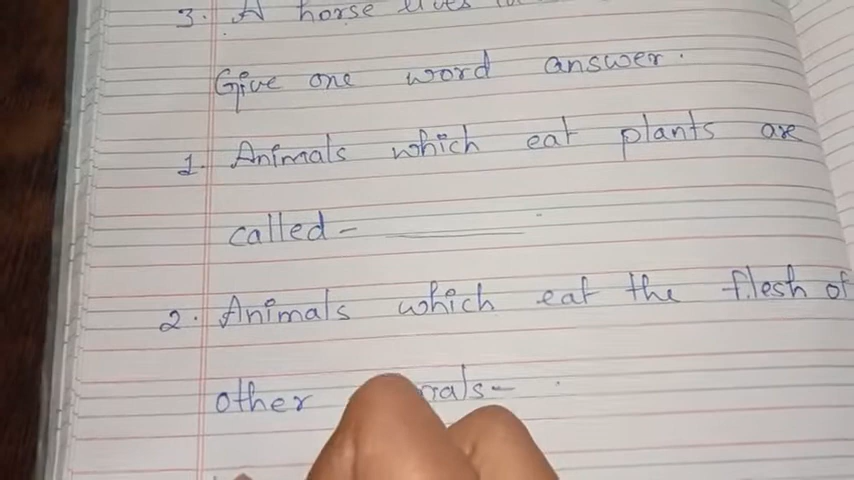 3. A horse lives
Give one word answer.
1. Animals which eat plants are
called-
2. Animals which eat the flesh of
other